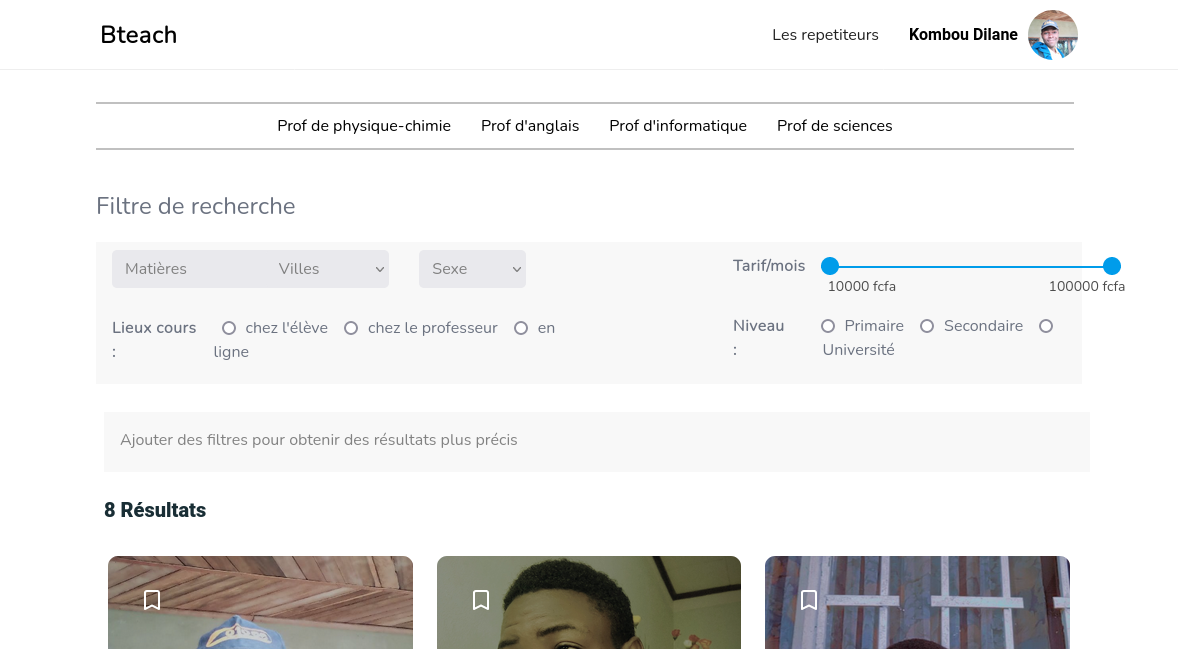 Bteach
Les repetiteurs
Kombou Dilane
Prof de physique-chimie
Prof d'anglais
Prof d'informatique
Prof de sciences
Filtre de recherche
Matières
Villes
Sexe
Tarif/mois
10000 fcfa
100000 fcfa
Lieux cours
:
chez l'élève
chez le professeur
en
ligne
Niveau
:
Primaire
Secondaire
Université
Ajouter des filtres pour obtenir des résultats plus précis
8 Résultats